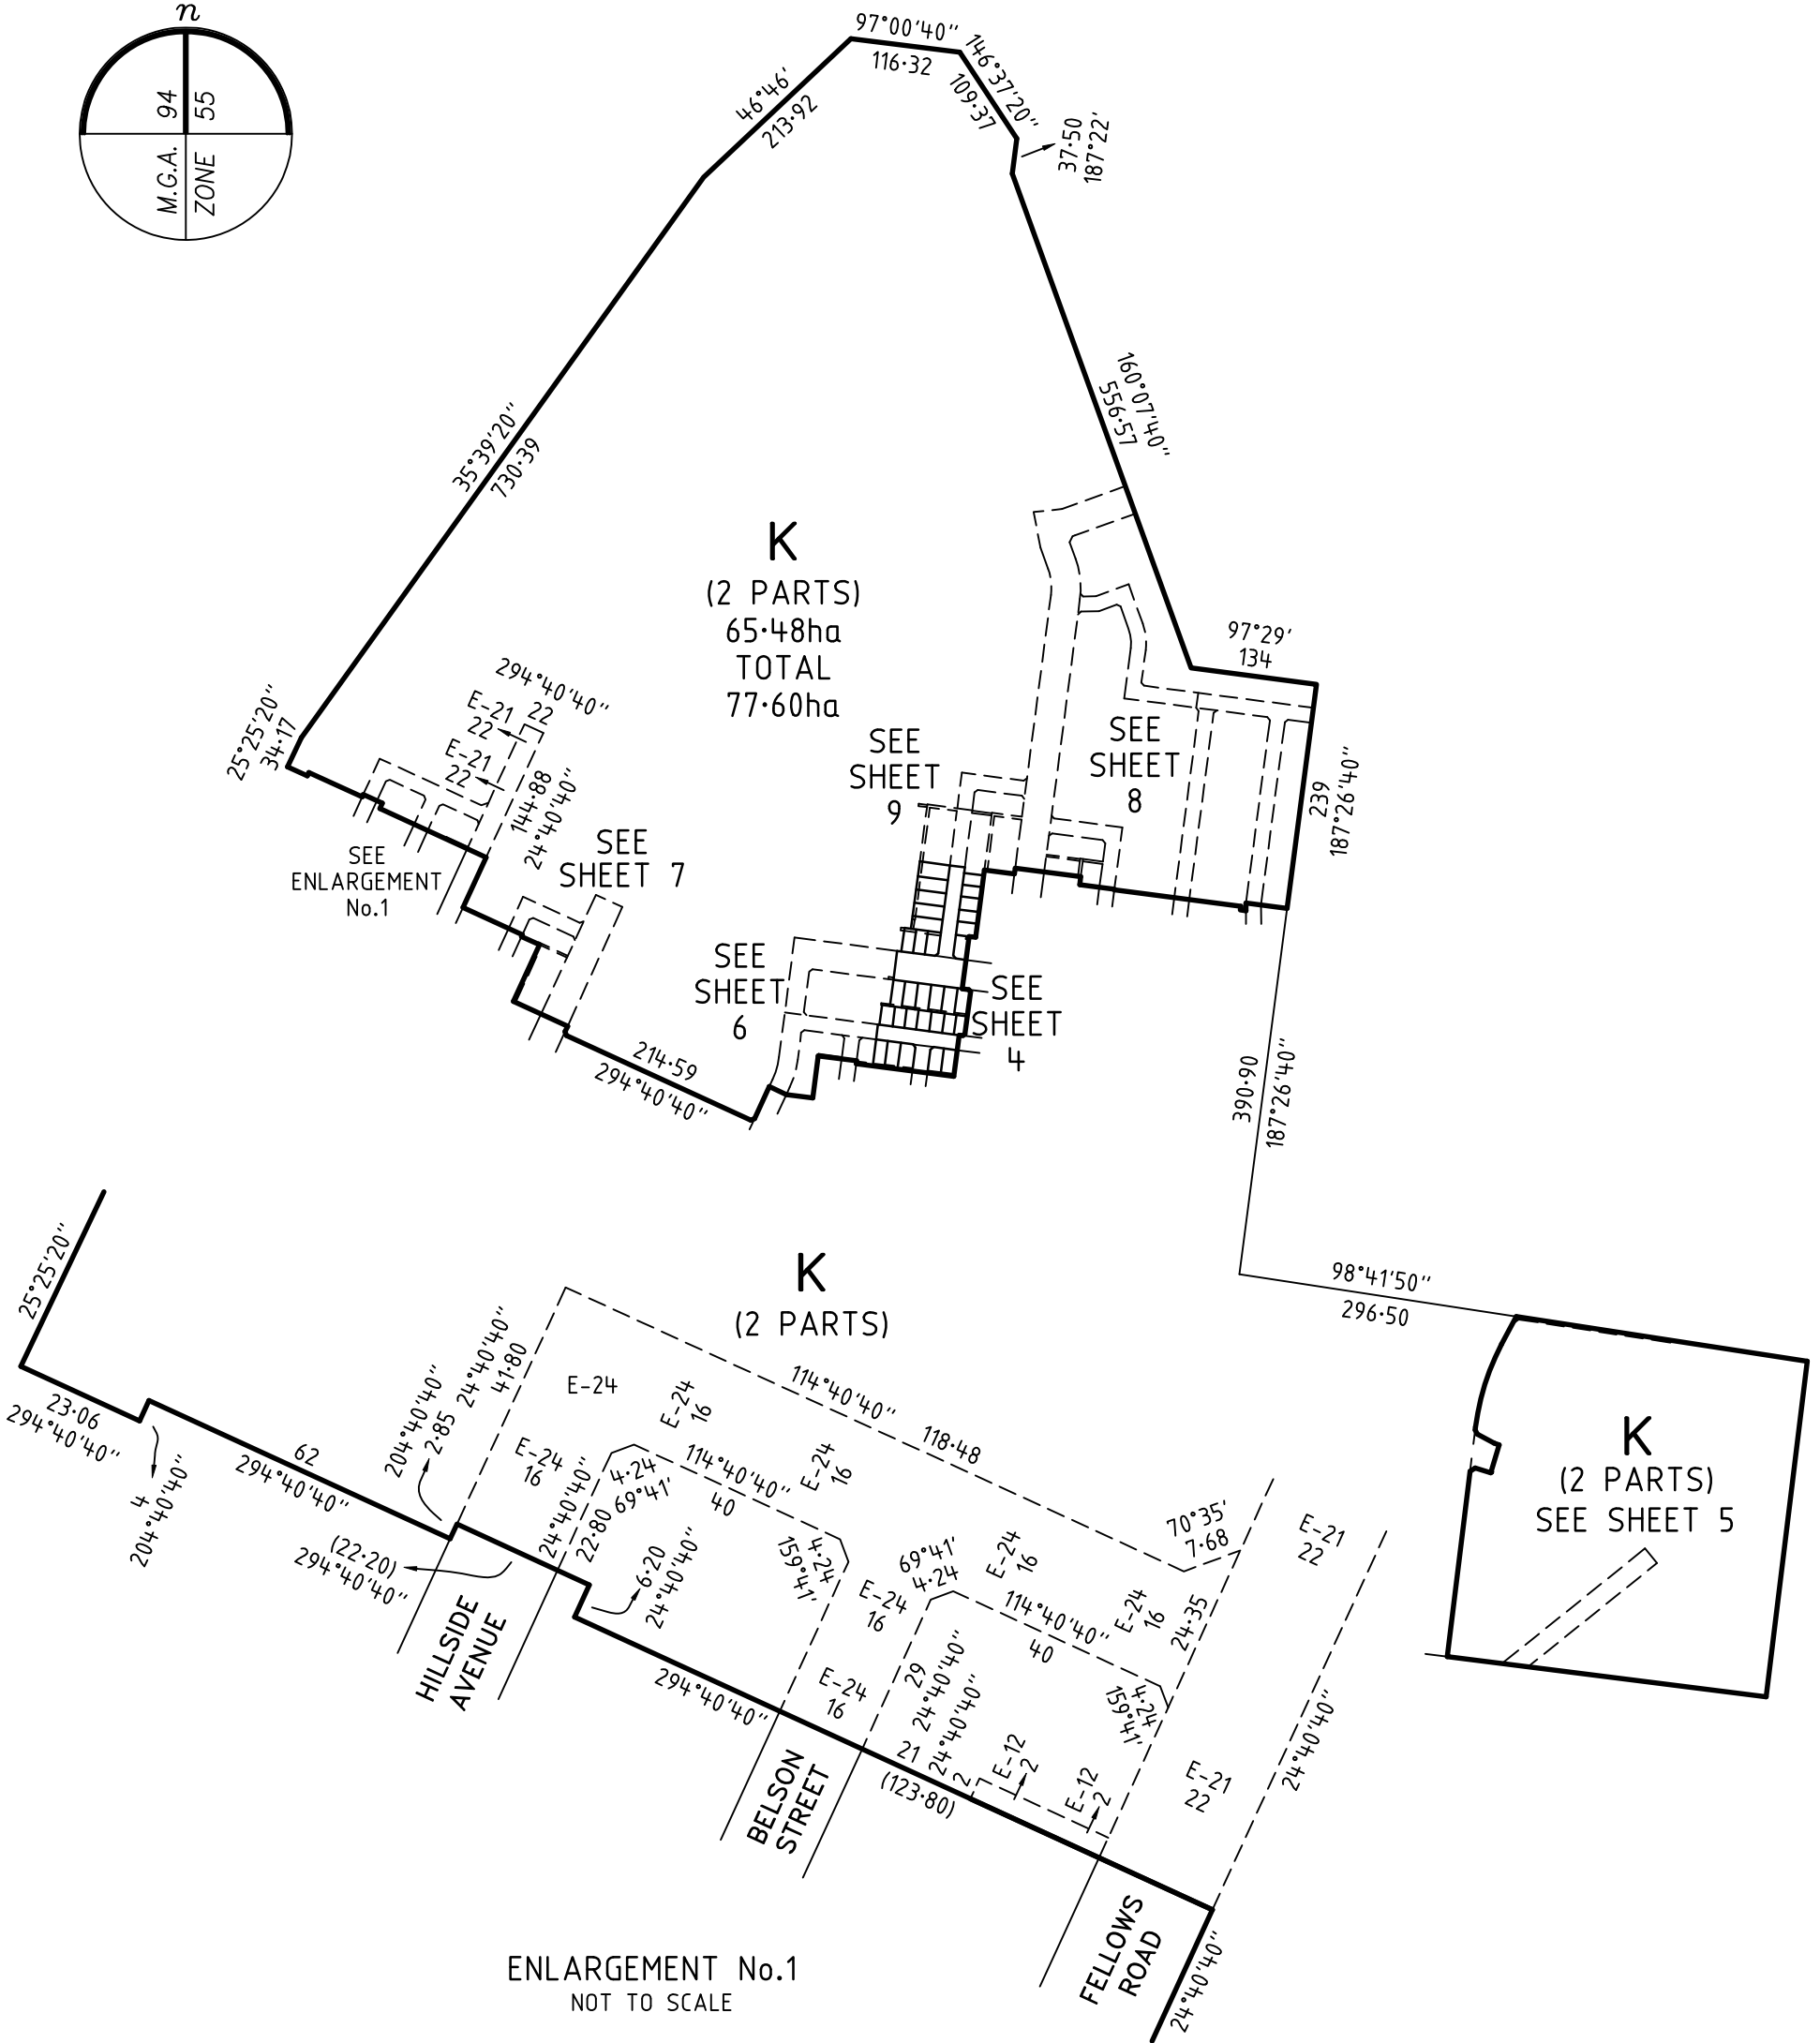 n
M.G.A. 94
ZONE 55
97°00'40"
116·32
146°37'20"
109·37
37·50
187°22'
46°46'
213·92
35°39'20"
730·39
160°07'40"
556·57
K
(2 PARTS)
65·48ha
TOTAL
77·60ha
97°29'
134
239
187°26'40"
25°25'20"
34·17
294°40'40"
22
E-21
22
E-21
22
144·88
24°40'40"
SEE
ENLARGEMENT
No.1
SEE
SHEET 7
SEE
SHEET
9
SEE
SHEET
8
SEE
SHEET
6
SEE
SHEET
4
214·59
294°40'40"
390·90
187°26'40"
98°41'50"
296·50
K
(2 PARTS)
SEE SHEET 5
K
(2 PARTS)
25°25'20"
23·06
294°40'40"
4
204°40'40"
62
294°40'40"
204°40'40"
2·85
24°40'40"
41·80
(22·20)
294°40'40"
HILLSIDE
AVENUE
E-24
E-24
16
E-24
16
24°40'40"
22·80
4·24
69°41'
114°40'40"
40
E-24
16
114°40'40"
118·48
6·20
24°40'40"
4·24
159°41'
294°40'40"
E-24
16
E-24
16
BELSON
STREET
69°41'
4·24
E-24
16
114°40'40"
40
E-24
16
70°35'
7·68
24·35
4·24
159°41'
29
24°40'40"
24°40'40"
2
21
(123·80)
E-12
2
E-12
2
E-21
22
E-21
22
24°40'40"
FELLOWS
ROAD
24°40'40"
ENLARGEMENT No.1
NOT TO SCALE